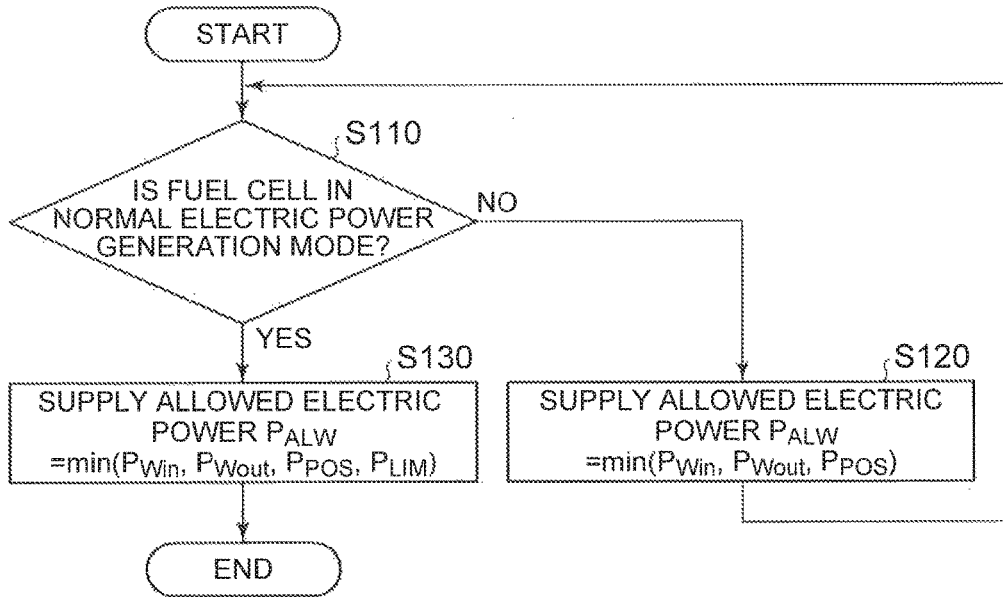 START
S110
IS FUEL CELL IN
NORMAL ELECTRIC POWER
GENERATION MODE?
NO
YES
S130
SUPPLY ALLOWED ELECTRIC
POWER PALW
=min(PWin, PWout, PPOS, PLIM)
S120
SUPPLY ALLOWED ELECTRIC
POWER PALW
=min(PWin, PWout, PPOS)
END